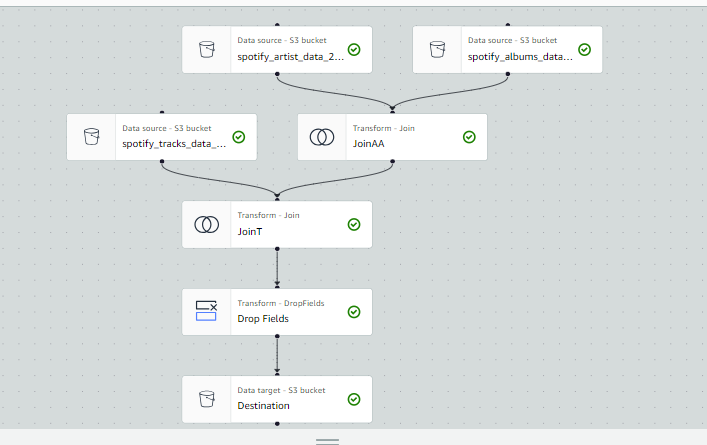 Data source - S3 bucket
spotify_artist_data_2...
Data source - S3 bucket
spotify_albums_data...
Data source - S3 bucket
spotify_tracks_data_...
Transform - Join
JoinAA
Transform - Join
JoinT
Transform - DropFields
Drop Fields
Data target - S3 bucket
Destination